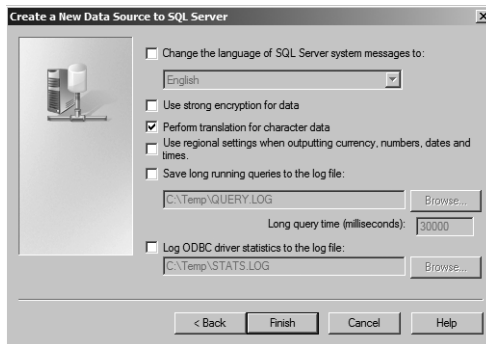 Create a New Data Source to SQL Server
Change the language of SQL Server system messages to:
English
Use strong encryption for data
Perform translation for character data
Use regional settings when outputting currency, numbers, dates and
times.
Save long running queries to the log file:
C:\Temp\QUERY.LOG
Browse...
Long query time (milliseconds):
30000
Log ODBC driver statistics to the log file:
C:\Temp\STATS.LOG
Browse...
< Back
Finish
Cancel
Help